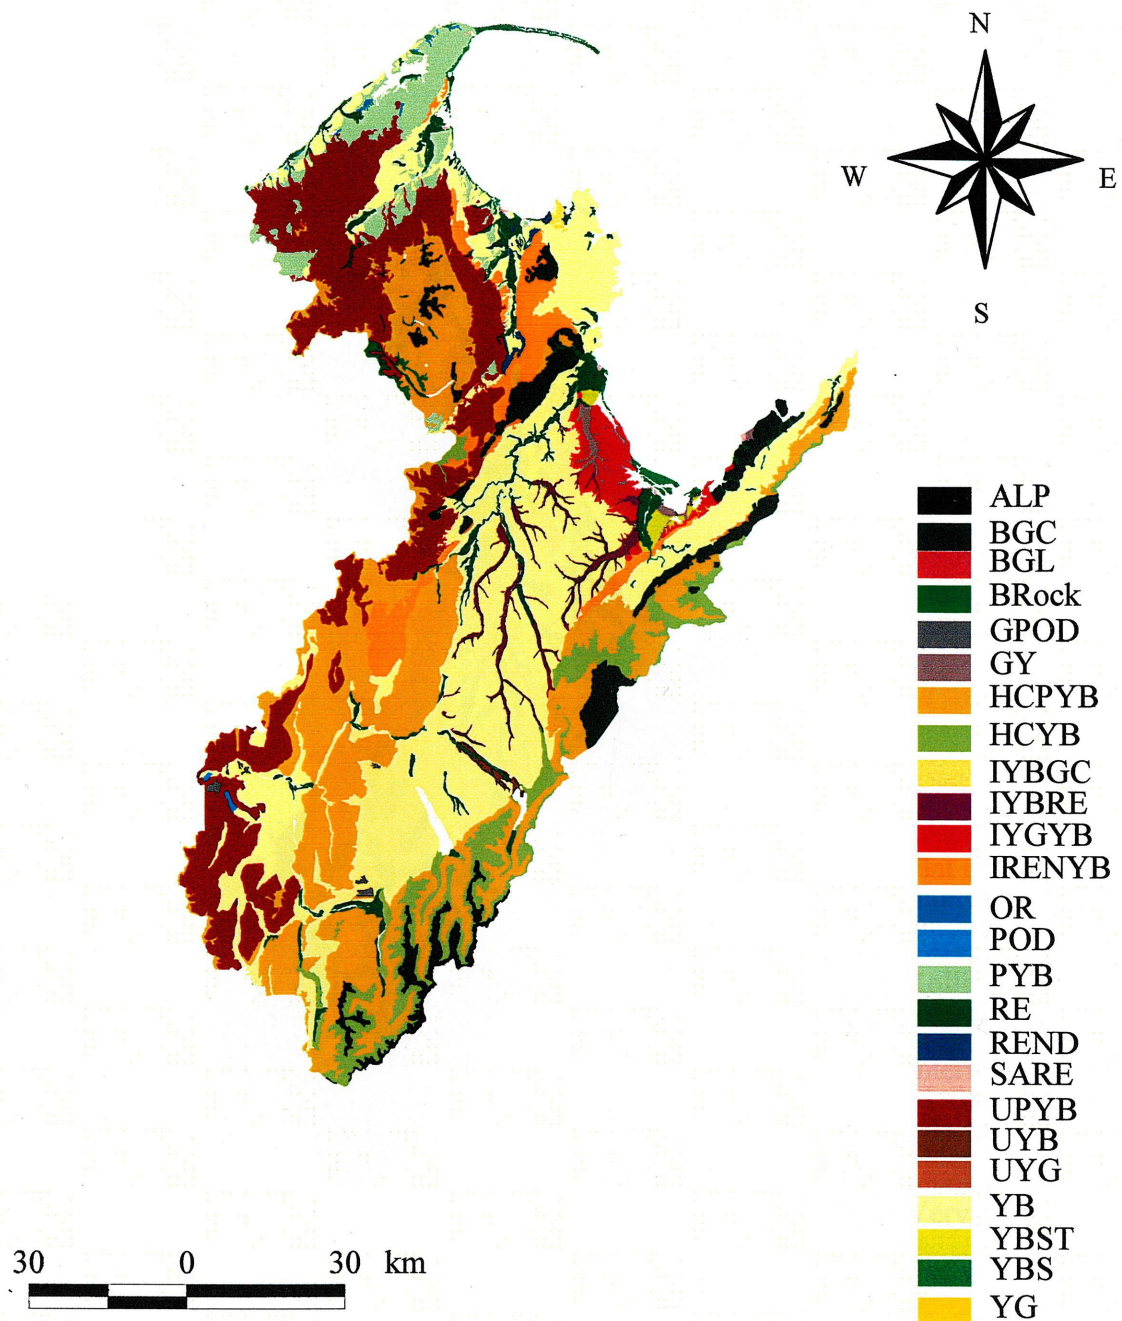 N
W
E
S
ALP
BGC
BGL
BRock
GPOD
GY
HCPYB
HCYB
IYBGC
IYBRE
IYGYB
IRENYB
OR
POD
PYB
RE
REND
SARE
UPYB
UYB
UYG
YB
YBST
YBS
YG
30 0 30 km